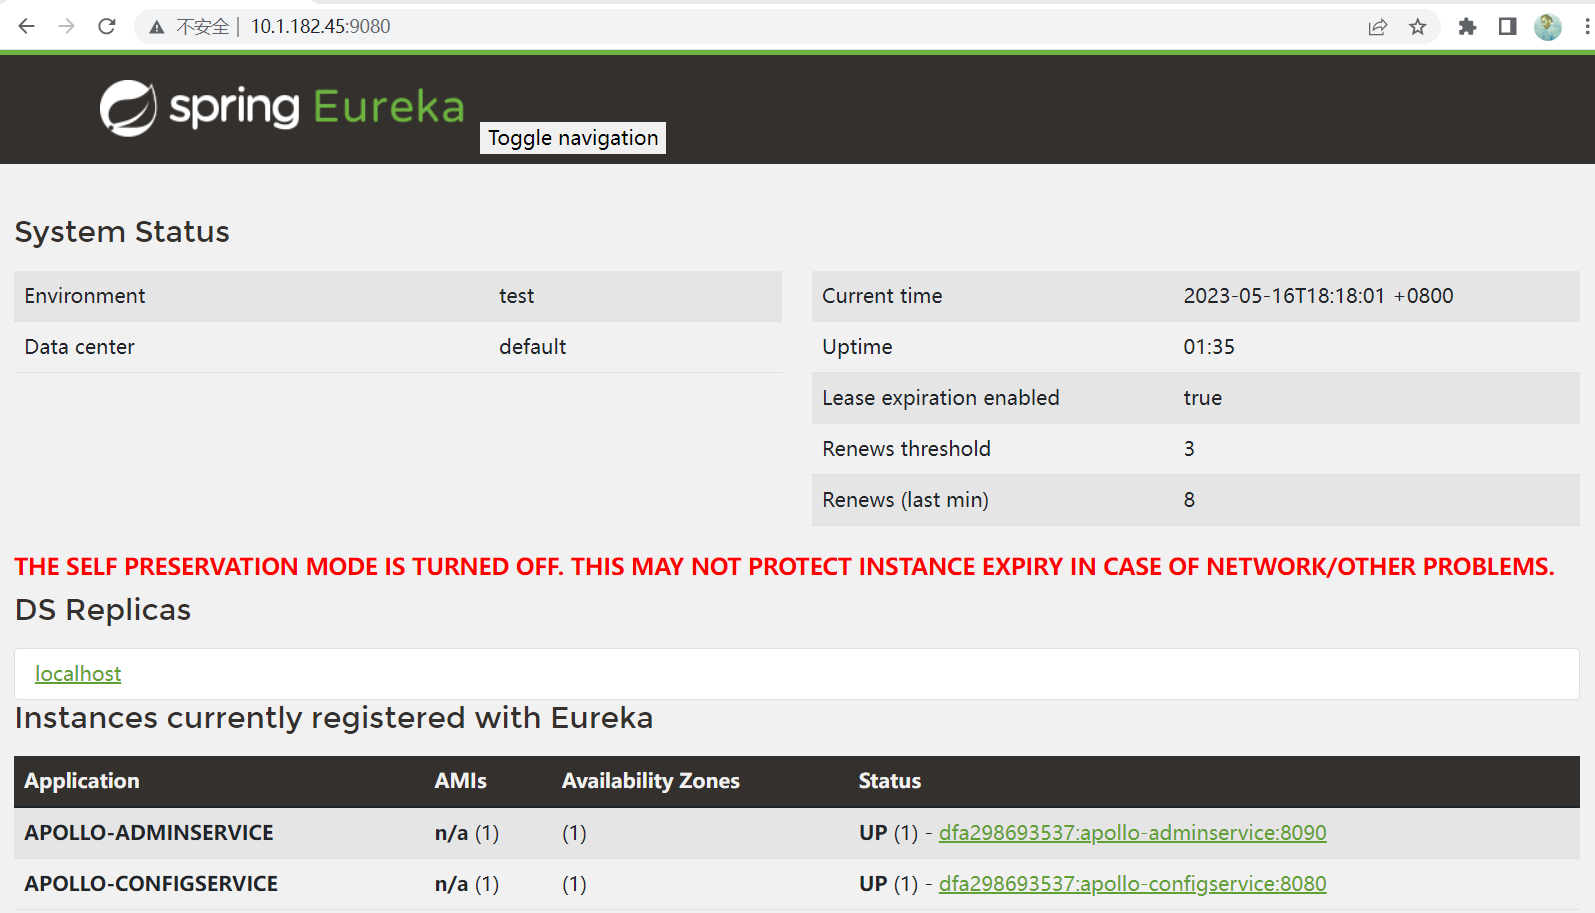 不安全 | 10.1.182.45:9080
spring Eureka
Toggle navigation
System Status
Environment test
Data center default
Current time 2023-05-16T18:18:01 +0800
Uptime 01:35
Lease expiration enabled true
Renews threshold 3
Renews (last min) 8
THE SELF PRESERVATION MODE IS TURNED OFF. THIS MAY NOT PROTECT INSTANCE EXPIRY IN CASE OF NETWORK/OTHER PROBLEMS.
DS Replicas
localhost
Instances currently registered with Eureka
Application AMIs Availability Zones Status
APOLLO-ADMINSERVICE n/a (1) (1) UP (1) - dfa298693537:apollo-adminservice:8090
APOLLO-CONFIGSERVICE n/a (1) (1) UP (1) - dfa298693537:apollo-configservice:8080